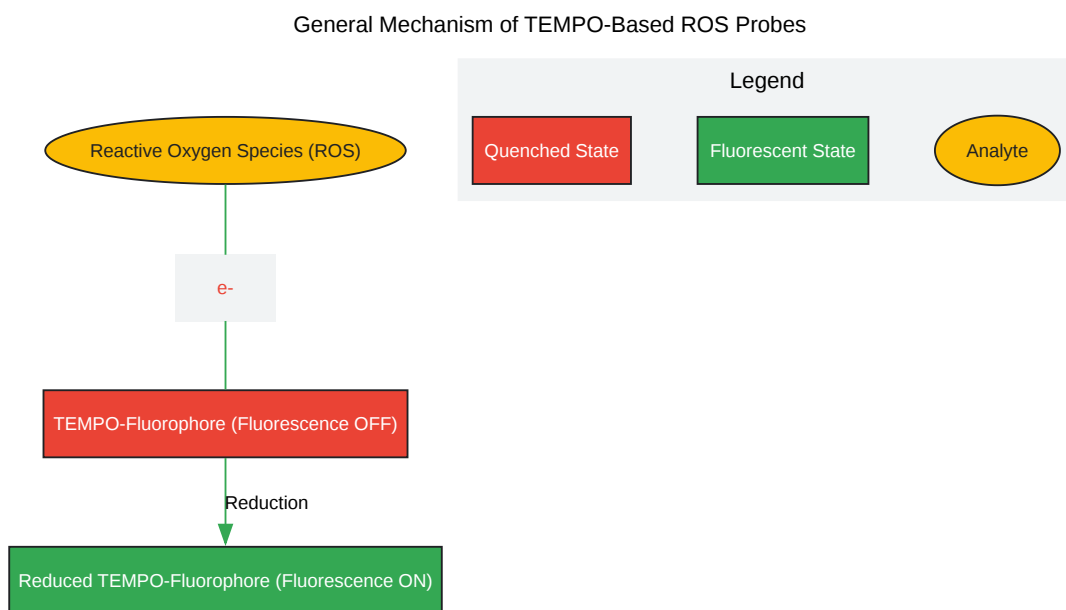 General Mechanism of TEMPO-Based ROS Probes
Legend
Reactive Oxygen Species (ROS)
Quenched State
Fluorescent State
Analyte
e-
TEMPO-Fluorophore (Fluorescence OFF)
Reduction
Reduced TEMPO-Fluorophore (Fluorescence ON)